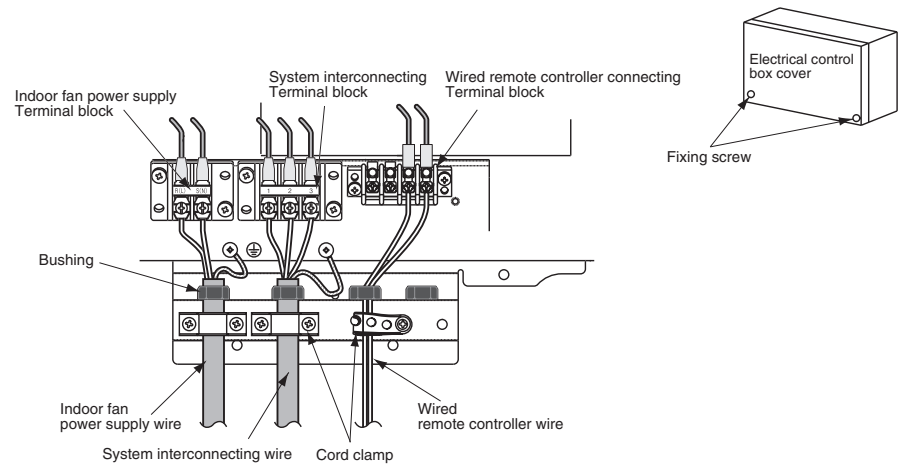 Electrical control
box cover
Fixing screw
System interconnecting
Terminal block
Wired remote controller connecting
Terminal block
Indoor fan power supply
Terminal block
R(L) S(N)
1 2 3
Bushing
Indoor fan
power supply wire
System interconnecting wire
Cord clamp
Wired
remote controller wire